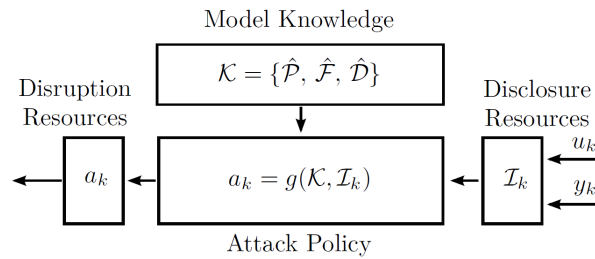 Model Knowledge
𝒦 = {𝒫̂, ℱ̂, 𝒟̂}
Disruption
Resources
Disclosure
Resources
a_k
a_k = g(𝒦, ℐ_k)
ℐ_k
u_k
y_k
Attack Policy